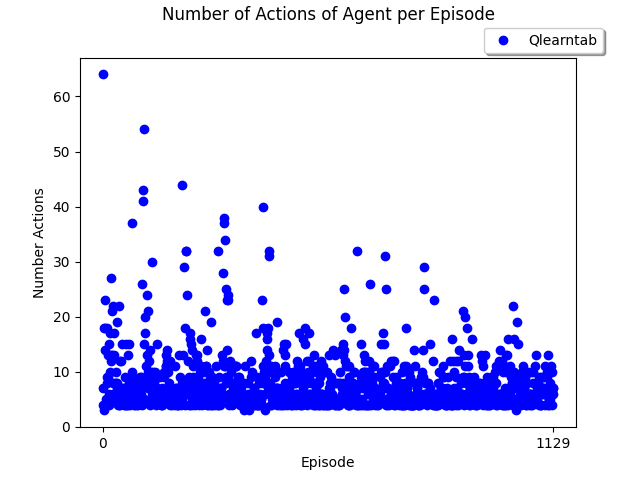 Number of Actions of Agent per Episode
Qlearntab
60
50
40
30
20
10
0
Number Actions
0 1129
Episode